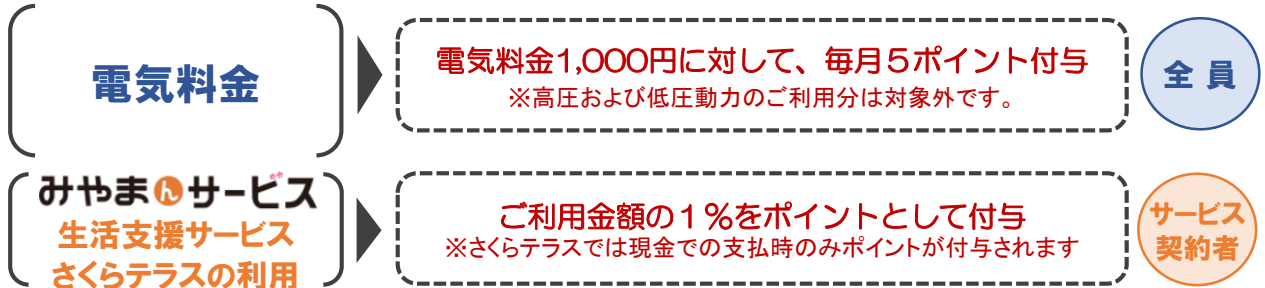 電気料金
電気料金1,000円に対して、毎月5ポイント付与
※高圧および低圧動力のご利用分は対象外です。
全員
みやまんサービス
生活支援サービス
さくらテラスの利用
ご利用金額の1%をポイントとして付与
※さくらテラスでは現金での支払時のみポイントが付与されます
サービス
契約者